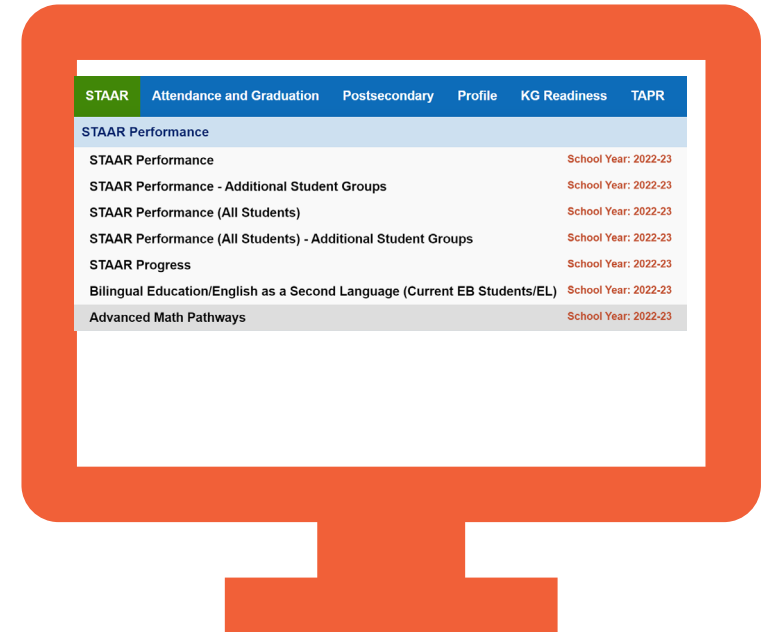 STAAR Attendance and Graduation Postsecondary Profile KG Readiness TAPR
STAAR Performance
STAAR Performance School Year: 2022-23
STAAR Performance - Additional Student Groups School Year: 2022-23
STAAR Performance (All Students) School Year: 2022-23
STAAR Performance (All Students) - Additional Student Groups School Year: 2022-23
STAAR Progress School Year: 2022-23
Bilingual Education/English as a Second Language (Current EB Students/EL) School Year: 2022-23
Advanced Math Pathways School Year: 2022-23